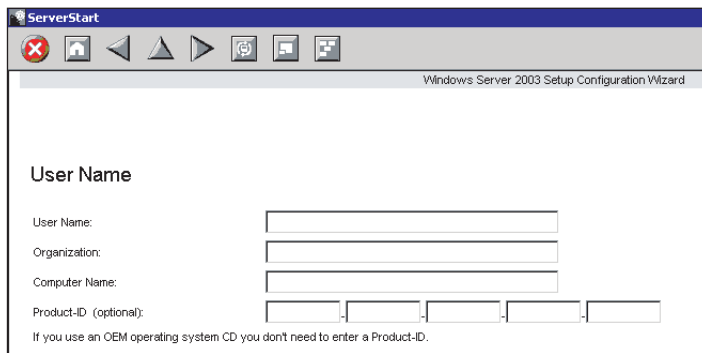 ServerStart
Windows Server 2003 Setup Configuration Wizard
User Name
User Name:
Organization:
Computer Name:
Product-ID (optional):
- - - -
If you use an OEM operating system CD you don't need to enter a Product-ID.